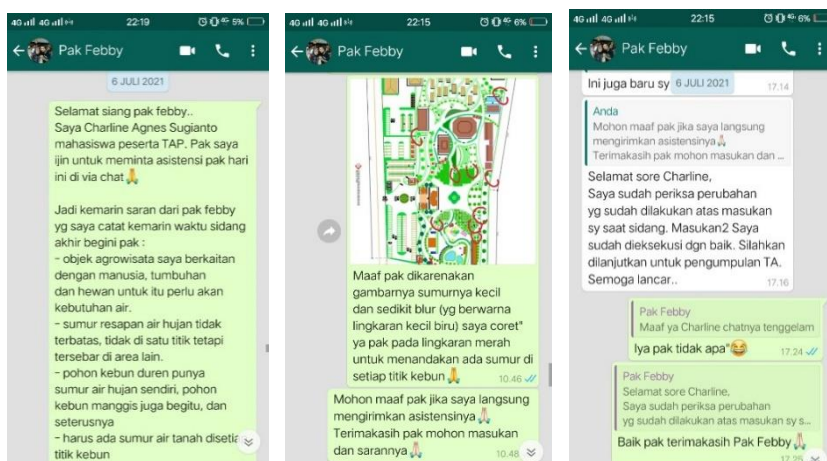 4G 4G 22:19 5%
Pak Febby
6 JULI 2021
Selamat siang pak febby..
Saya Charline Agnes Sugianto
mahasiswa peserta TAP. Pak saya
ijin untuk meminta asistensi pak hari
ini di via chat🙏
Jadi kemarin saran dari pak febby
yg saya catat kemarin waktu sidang
akhir begini pak :
- objek agrowisata saya berkaitan
dengan manusia, tumbuhan
dan hewan untuk itu perlu akan
kebutuhan air.
- sumur resapan air hujan tidak
terbatas, tidak di satu titik tetapi
tersebar di area lain.
- pohon kebun duren punya
sumur air hujan sendiri, pohon
kebun manggis juga begitu, dan
seterusnya
- harus ada sumur air tanah disetia
titik kebun
4G 4G 22:15 6%
Pak Febby
Maaf pak dikarenakan
gambarnya sumurnya kecil
dan sedikit blur (yg berwarna
lingkaran kecil biru) saya coret"
ya pak pada lingkaran merah
untuk menandakan ada sumur di
setiap titik kebun🙏
10.46
Mohon maaf pak jika saya langsung
mengirimkan asistensinya🙏
Terimakasih pak mohon masukan
dan sarannya🙏
10.48
4G 4G 22:15 6%
Pak Febby
Ini juga baru sy 6 JULI 2021 17.14
Anda
Mohon maaf pak jika saya langsung
mengirimkan asistensinya🙏
Terimakasih pak mohon masukan dan ...
Selamat sore Charline,
Saya sudah periksa perubahan
yg sudah dilakukan atas masukan
sy saat sidang. Masukan2 Saya
sudah dieksekusi dgn baik. Silahkan
dilanjutkan untuk pengumpulan TA.
Semoga lancar..
17.16
Pak Febby
Maaf ya Charline chatnya tenggelam
Iya pak tidak apa"😂 17.24
Pak Febby
Selamat sore Charline,
Saya sudah periksa perubahan
yg sudah dilakukan atas masukan sy s...
Baik pak terimakasih Pak Febby🙏
17.25